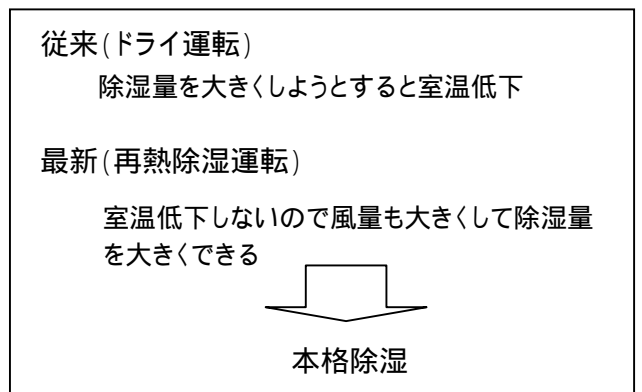 従来(ドライ運転)
除湿量を大きくしようとすると室温低下
最新(再熱除湿運転)
室温低下しないので風量も大きくして除湿量
を大きくできる
本格除湿